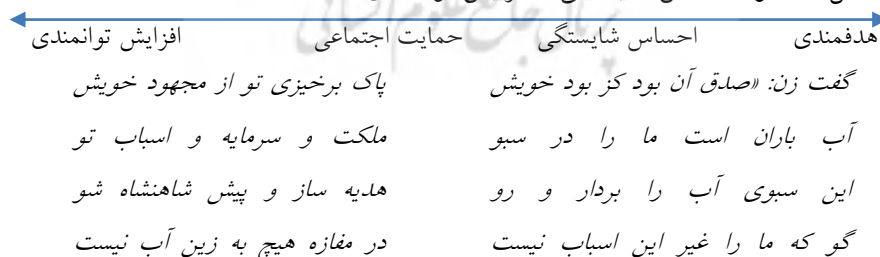 هدفمندی احساس شایستگی حمایت اجتماعی افزایش توانمندی
گفت زن: «صدق آن بود کز بود خویش پاک برخیزی تو از مجهود خویش
آب باران است ما را در سبو ملکت و سرمایه و اسباب تو
این سبوی آب را بردار و رو هدیه ساز و پیش شاهنشاه شو
گو که ما را غیر این اسباب نیست در مفازه هیچ به زین آب نیست